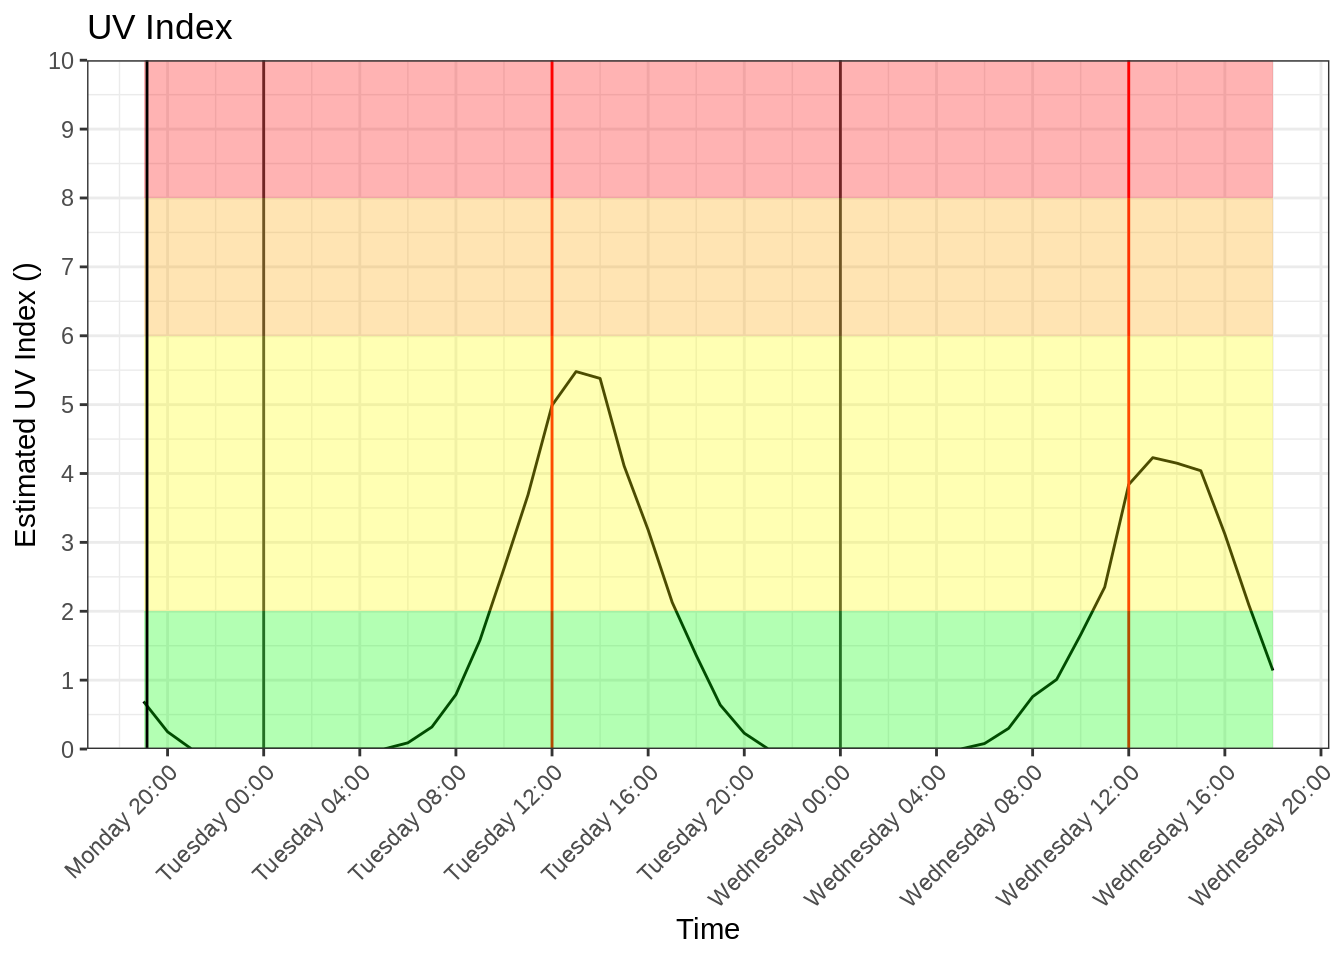 UV Index
Estimated UV Index ()
10
9
8
7
6
5
4
3
2
1
0
Monday 20:00
Tuesday 00:00
Tuesday 04:00
Tuesday 08:00
Tuesday 12:00
Tuesday 16:00
Tuesday 20:00
Wednesday 00:00
Wednesday 04:00
Wednesday 08:00
Wednesday 12:00
Wednesday 16:00
Wednesday 20:00
Time